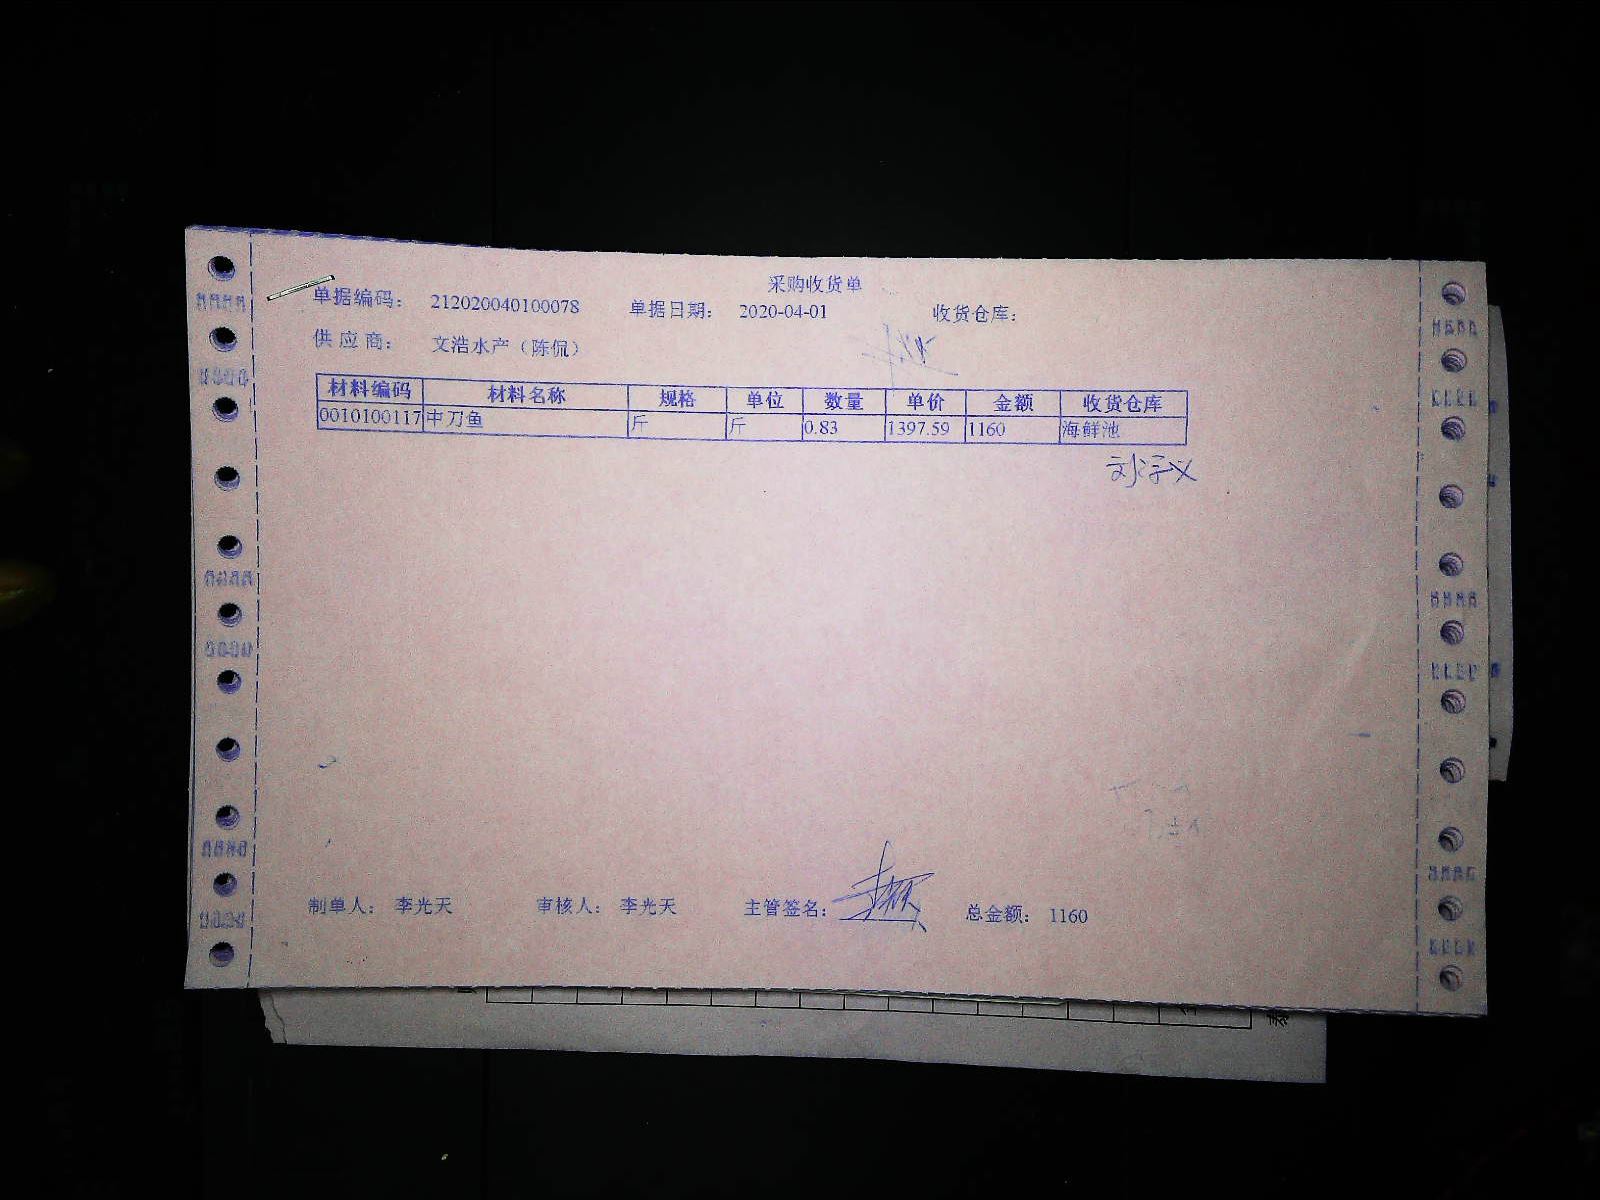 采购收货单
单据编码： 212020040100078 单据日期： 2020-04-01 收货仓库：
供 应 商： 文浩水产（陈侃）
材料编码 材料名称 规格 单位 数量 单价 金额 收货仓库
0010100117 中刀鱼 斤 斤 0.83 1397.59 1160 海鲜池
制单人： 李光天 审核人： 李光天 主管签名： 总金额： 1160